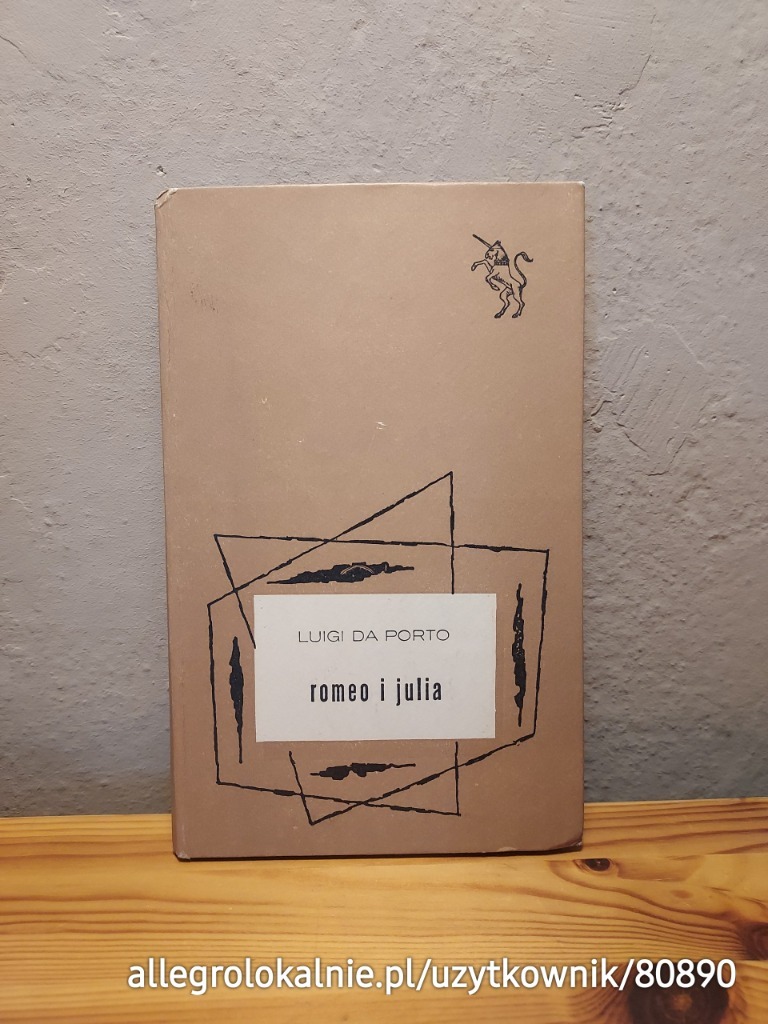 LUIGI DA PORTO
romeo i julia
allegrolokalnie.pl/uzytkownik/80890